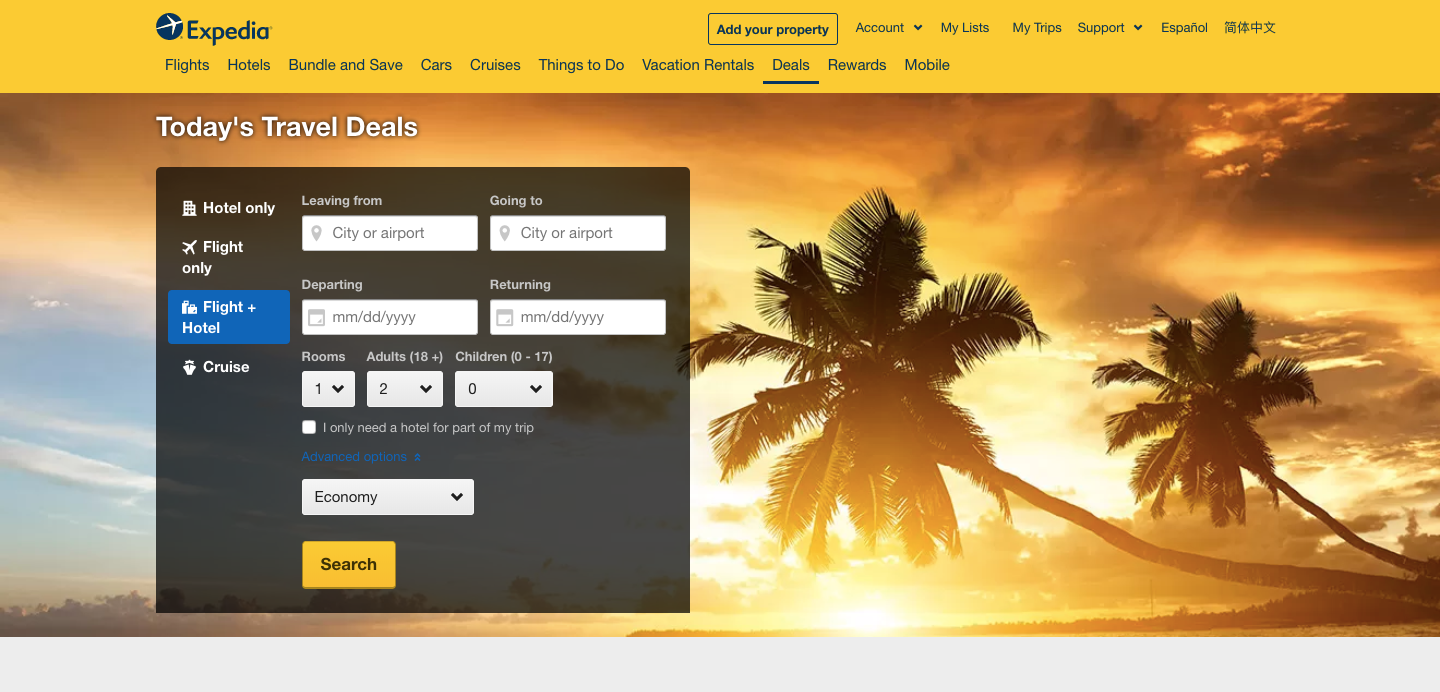 Expedia
Add your property
Account
My Lists
My Trips
Support
Español
简体中文
Flights
Hotels
Bundle and Save
Cars
Cruises
Things to Do
Vacation Rentals
Deals
Rewards
Mobile
Today's Travel Deals
Hotel only
Flight
only
Flight +
Hotel
Cruise
Leaving from
Going to
City or airport
City or airport
Departing
Returning
mm/dd/yyyy
mm/dd/yyyy
Rooms
Adults (18 +)
Children (0 - 17)
1
2
0
I only need a hotel for part of my trip
Advanced options
Economy
Search